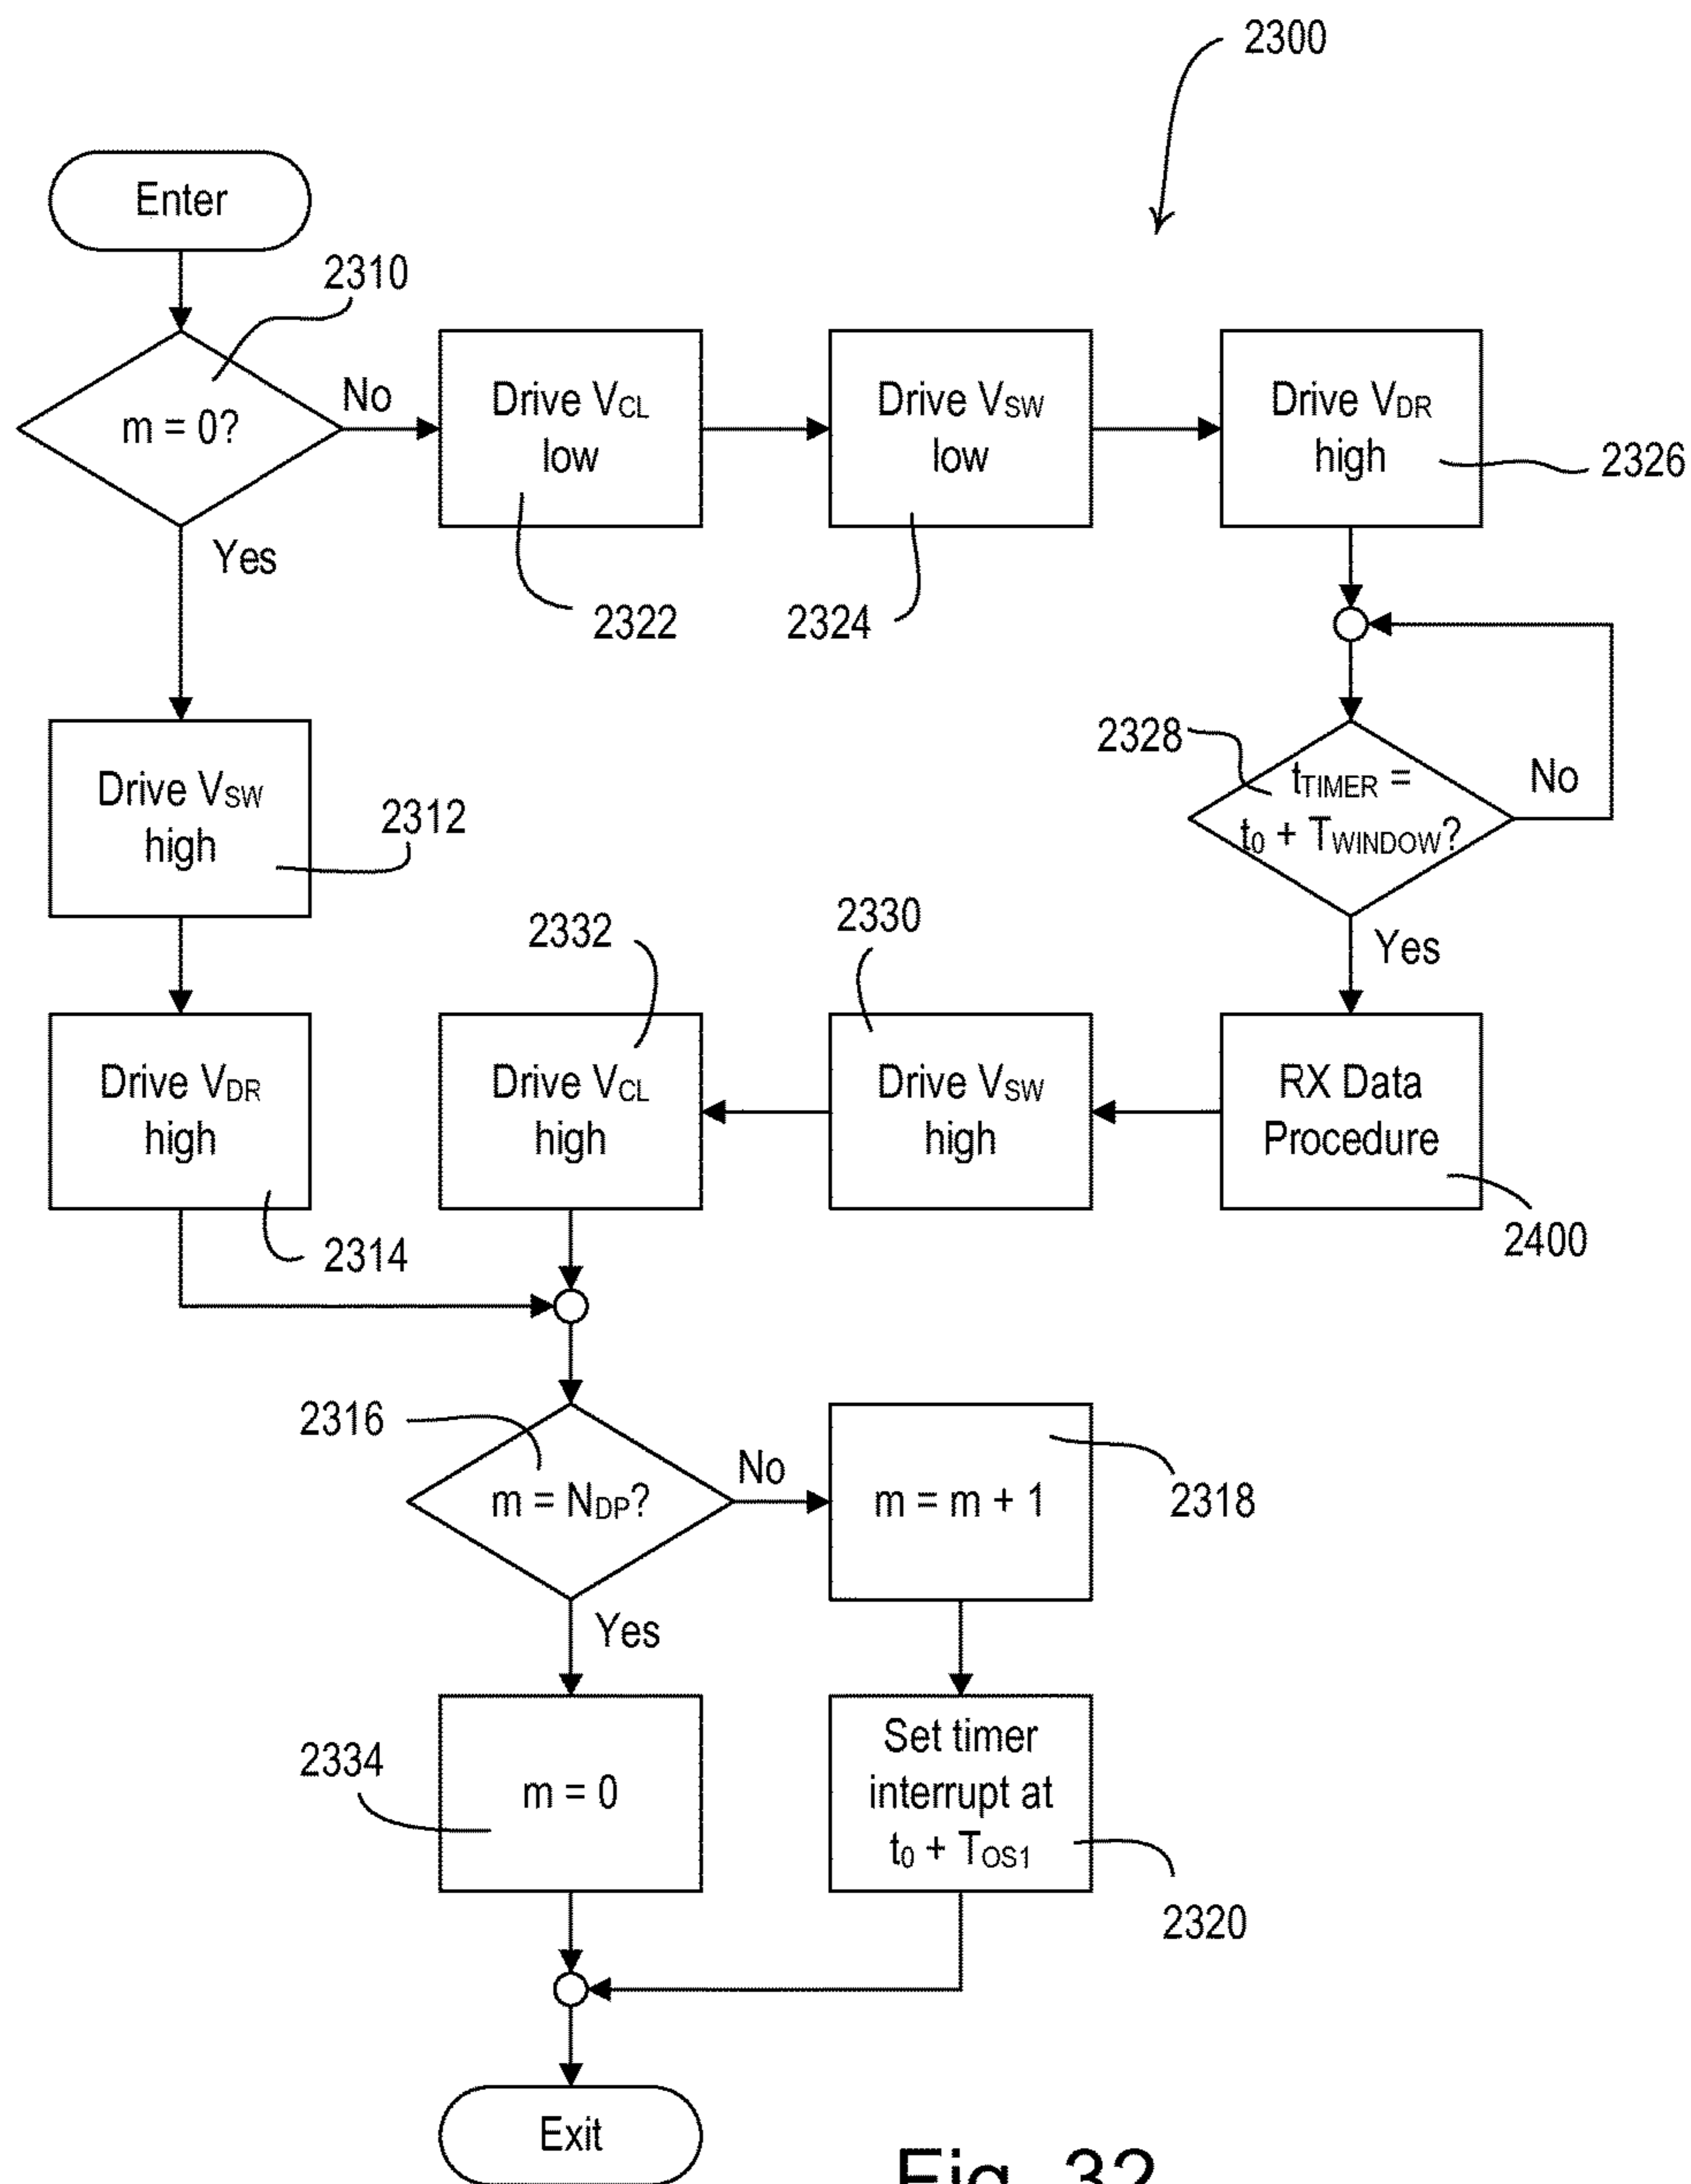 2300
Enter
2310
m = 0?
No
Yes
Drive VCL
low
2322
Drive VSW
low
2324
Drive VDR
high
2326
2328
tTIMER =
t0 + TWINDOW?
No
Yes
Drive VSW
high
2312
Drive VDR
high
2314
2332
Drive VCL
high
2330
Drive VSW
high
RX Data
Procedure
2400
2316
m = NDP?
No
Yes
m = m + 1
2318
2334
m = 0
Set timer
interrupt at
t0 + TOS1
2320
Exit
Fig. 32